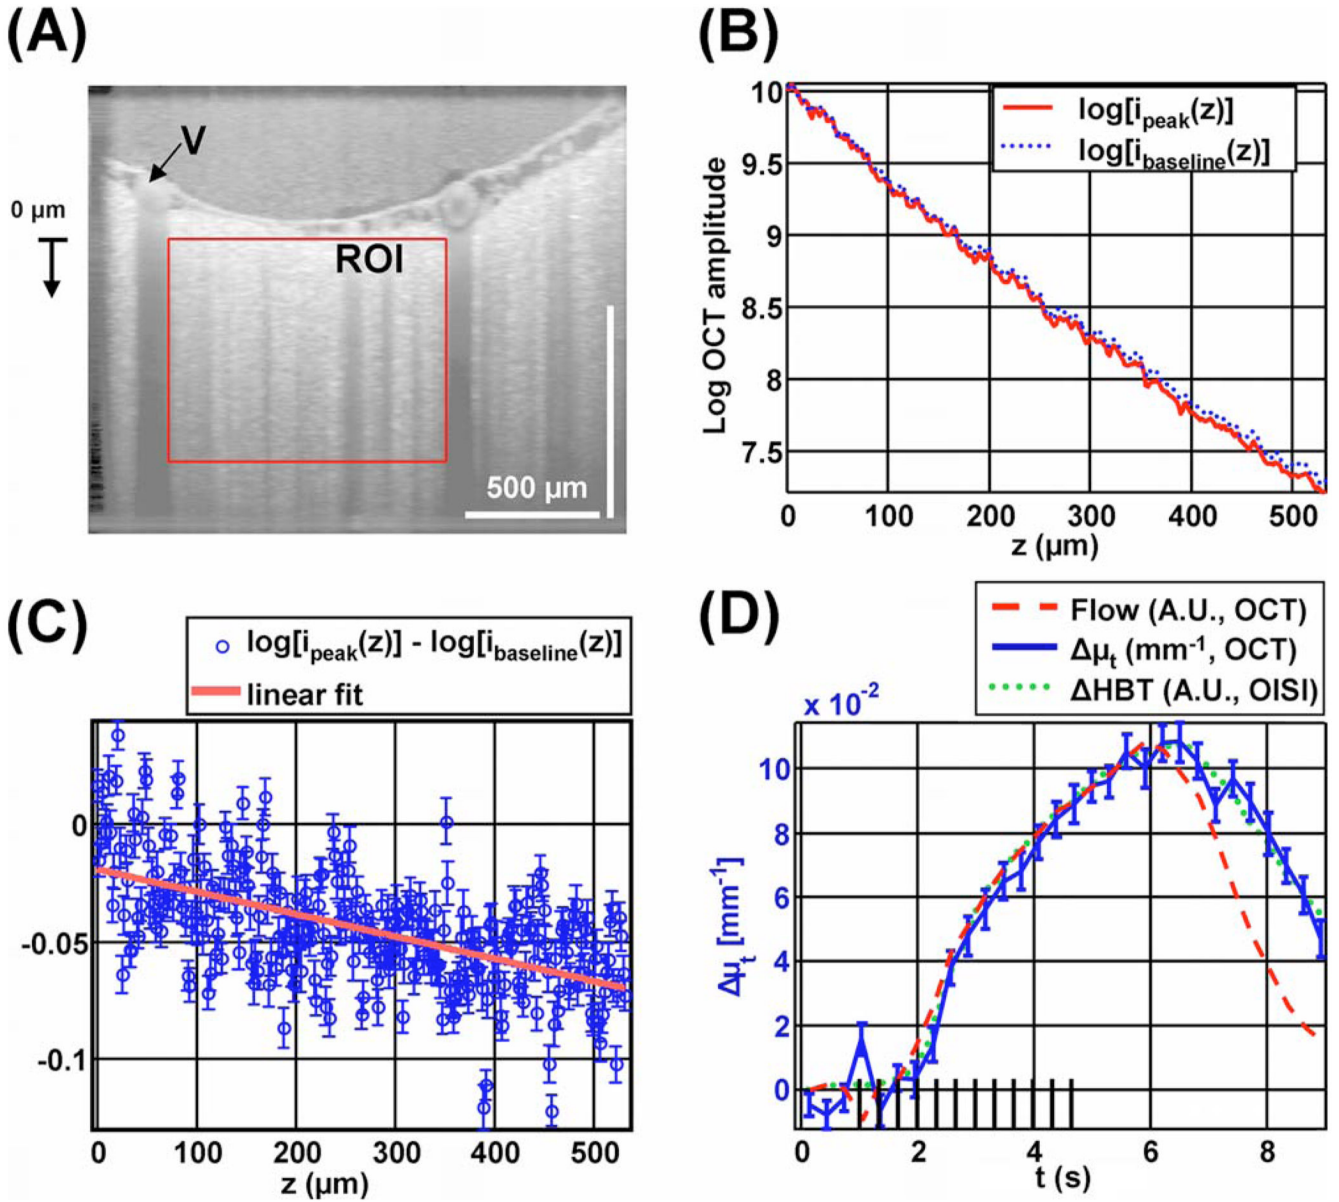 (A)
V
0 µm
ROI
500 µm
(B)
log[i_peak(z)]
log[i_baseline(z)]
Log OCT amplitude
10
9.5
9
8.5
8
7.5
0 100 200 300 400 500
z (µm)
(C)
log[i_peak(z)] - log[i_baseline(z)]
linear fit
0
-0.05
-0.1
0 100 200 300 400 500
z (µm)
(D)
Flow (A.U., OCT)
Δµ_t (mm⁻¹, OCT)
ΔHBT (A.U., OISI)
x 10⁻²
Δµ_t [mm⁻¹]
10
8
6
4
2
0
0 2 4 6 8
t (s)